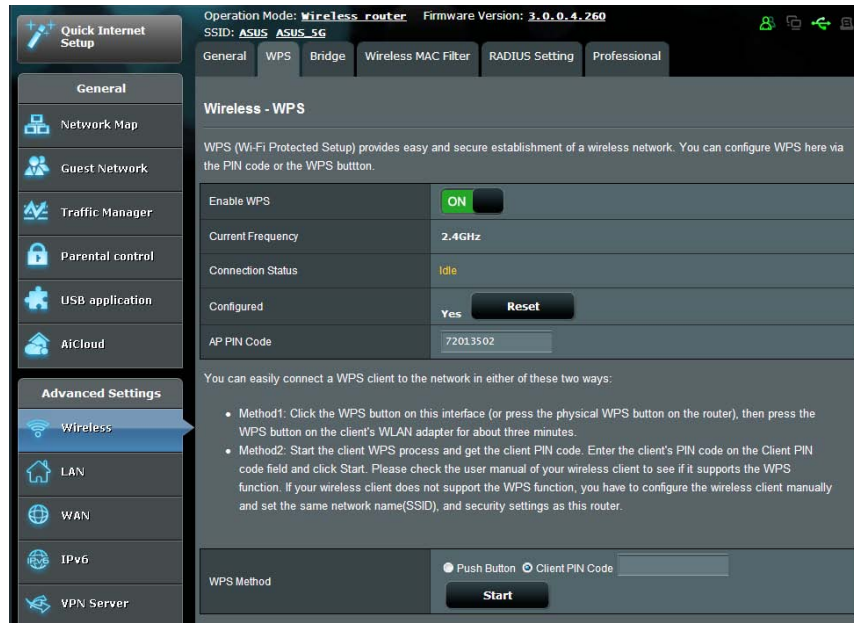 Quick Internet
Setup
Operation Mode: Wireless router Firmware Version: 3.0.0.4.260
SSID: ASUS ASUS_5G
General WPS Bridge Wireless MAC Filter RADIUS Setting Professional
General
Network Map
Guest Network
Traffic Manager
Parental control
USB application
AiCloud
Advanced Settings
Wireless
LAN
WAN
IPv6
VPN Server
Wireless - WPS
WPS (Wi-Fi Protected Setup) provides easy and secure establishment of a wireless network. You can configure WPS here via
the PIN code or the WPS buttton.
Enable WPS ON
Current Frequency 2.4GHz
Connection Status Idle
Configured Yes Reset
AP PIN Code 72013502
You can easily connect a WPS client to the network in either of these two ways:
• Method1: Click the WPS button on this interface (or press the physical WPS button on the router), then press the
WPS button on the client's WLAN adapter for about three minutes.
• Method2: Start the client WPS process and get the client PIN code. Enter the client's PIN code on the Client PIN
code field and click Start. Please check the user manual of your wireless client to see if it supports the WPS
function. If your wireless client does not support the WPS function, you have to configure the wireless client manually
and set the same network name(SSID), and security settings as this router.
WPS Method Push Button Client PIN Code
Start